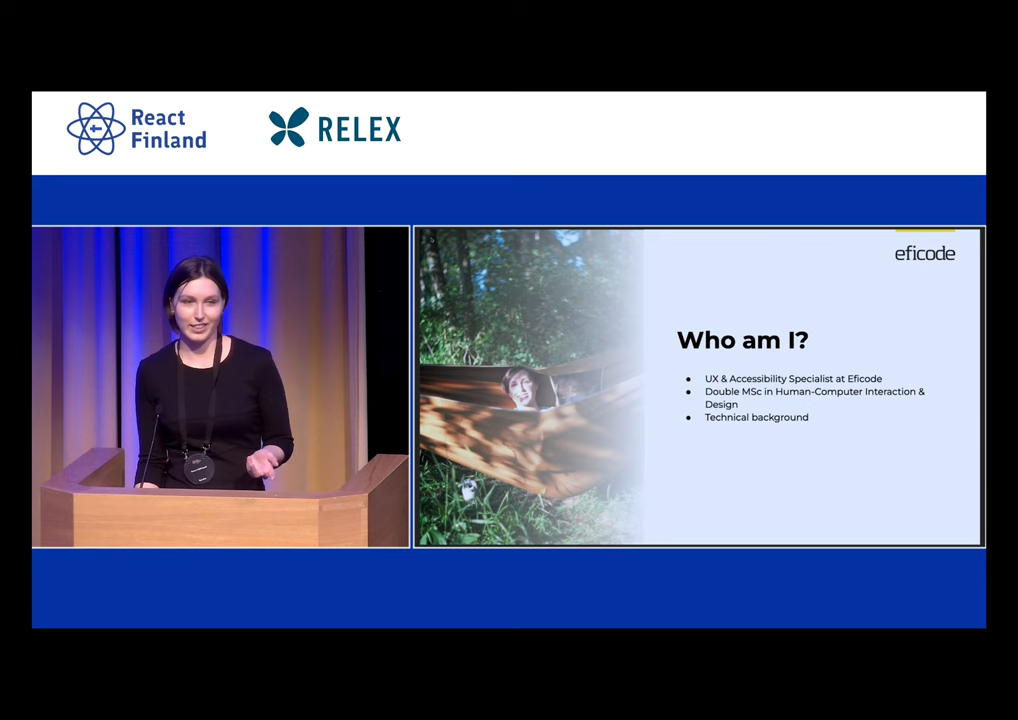 React
Finland
RELEX
eficode
Who am I?
● UX & Accessibility Specialist at Eficode
● Double MSc in Human-Computer Interaction &
Design
● Technical background